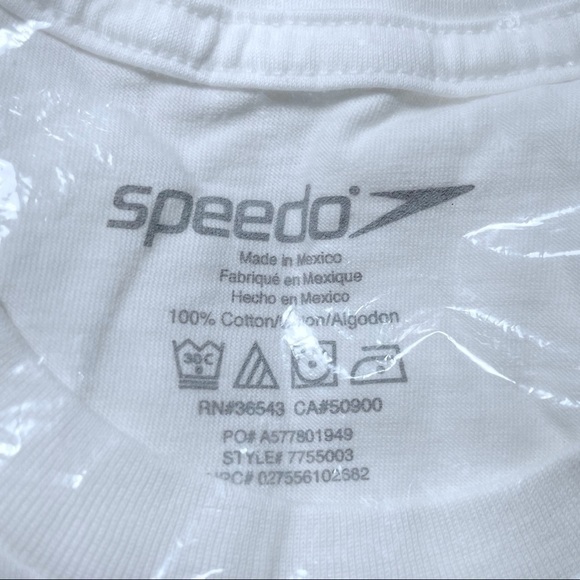 speedo
Made in Mexico
Fabriqué en Mexique
Hecho en Mexico
100% Cotton/ /Algodon
30C
RN#36543 CA#50900
PO# A577801949
STYLE# 7755003
027556102682